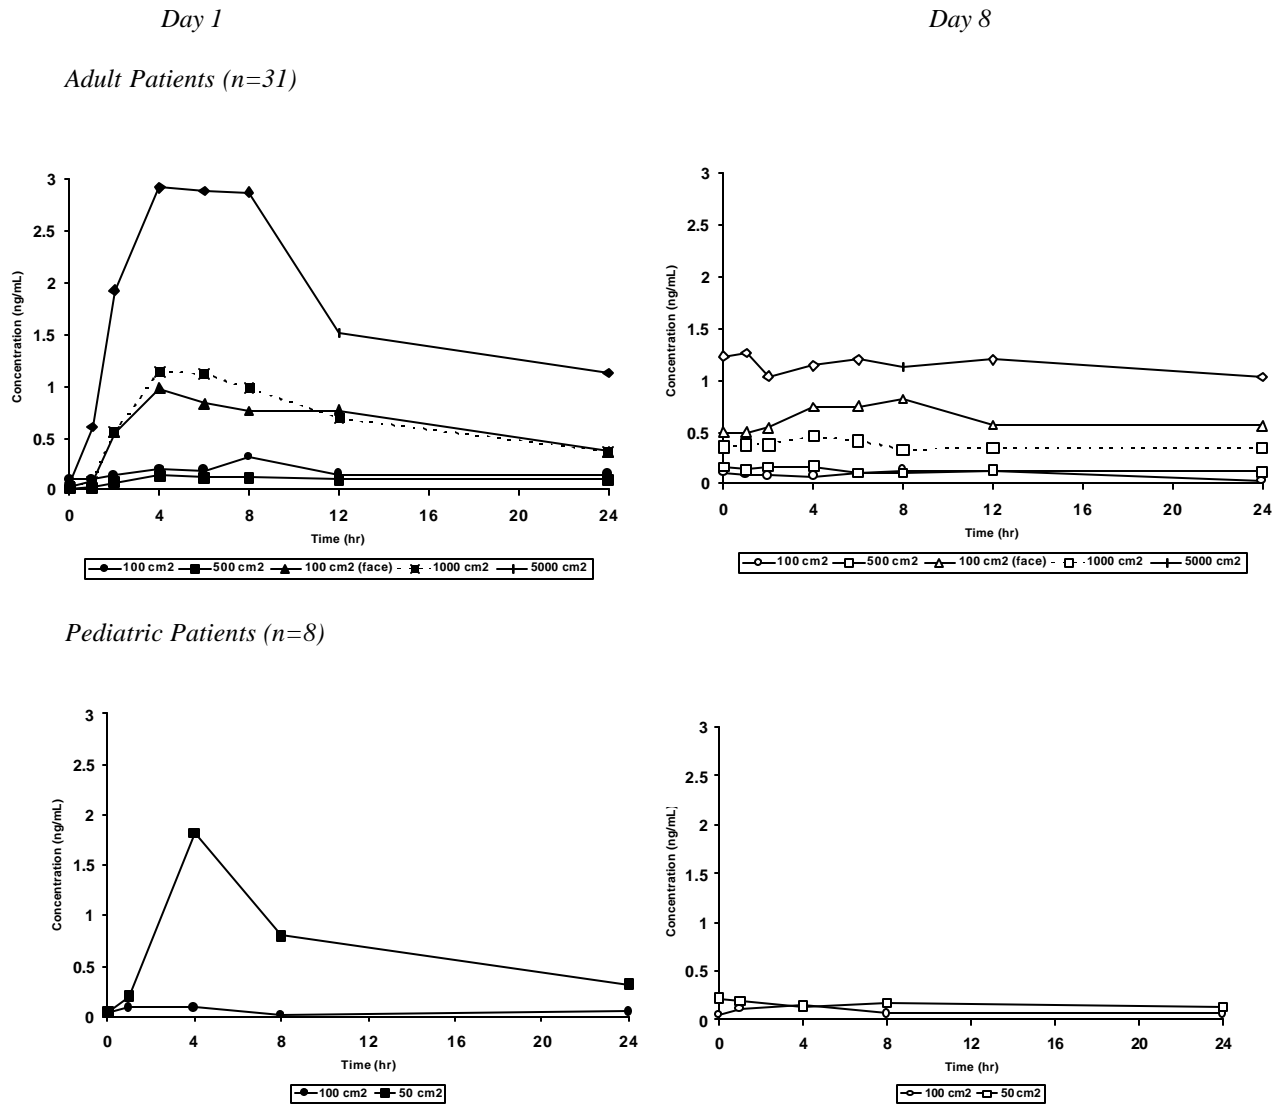 Day 1
Day 8
Adult Patients (n=31)
Concentration (ng/mL)
3
2.5
2
1.5
1
0.5
0
0 4 8 12 16 20 24
Time (hr)
100 cm2 500 cm2 100 cm2 (face) 1000 cm2 5000 cm2
Concentration (ng/mL)
3
2.5
2
1.5
1
0.5
0
0 4 8 12 16 20 24
Time (hr)
100 cm2 500 cm2 100 cm2 (face) 1000 cm2 5000 cm2
Pediatric Patients (n=8)
Concentration (ng/mL)
3
2.5
2
1.5
1
0.5
0
0 4 8 12 16 20 24
Time (hr)
100 cm2 50 cm2
Concentration (ng/mL)
3
2.5
2
1.5
1
0.5
0
0 4 8 12 16 20 24
Time (hr)
100 cm2 50 cm2